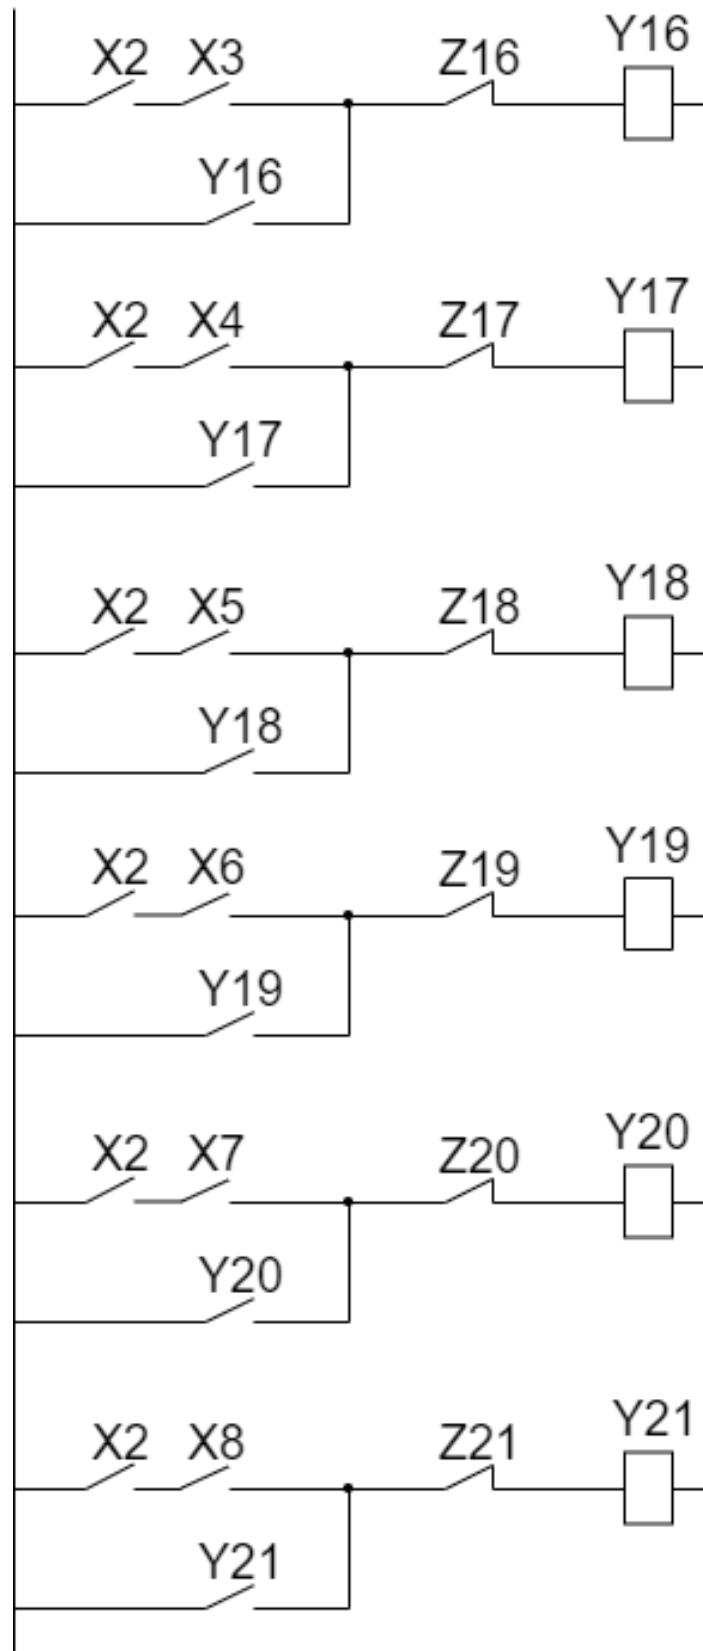 X2 X3 Z16 Y16
Y16
X2 X4 Z17 Y17
Y17
X2 X5 Z18 Y18
Y18
X2 X6 Z19 Y19
Y19
X2 X7 Z20 Y20
Y20
X2 X8 Z21 Y21
Y21